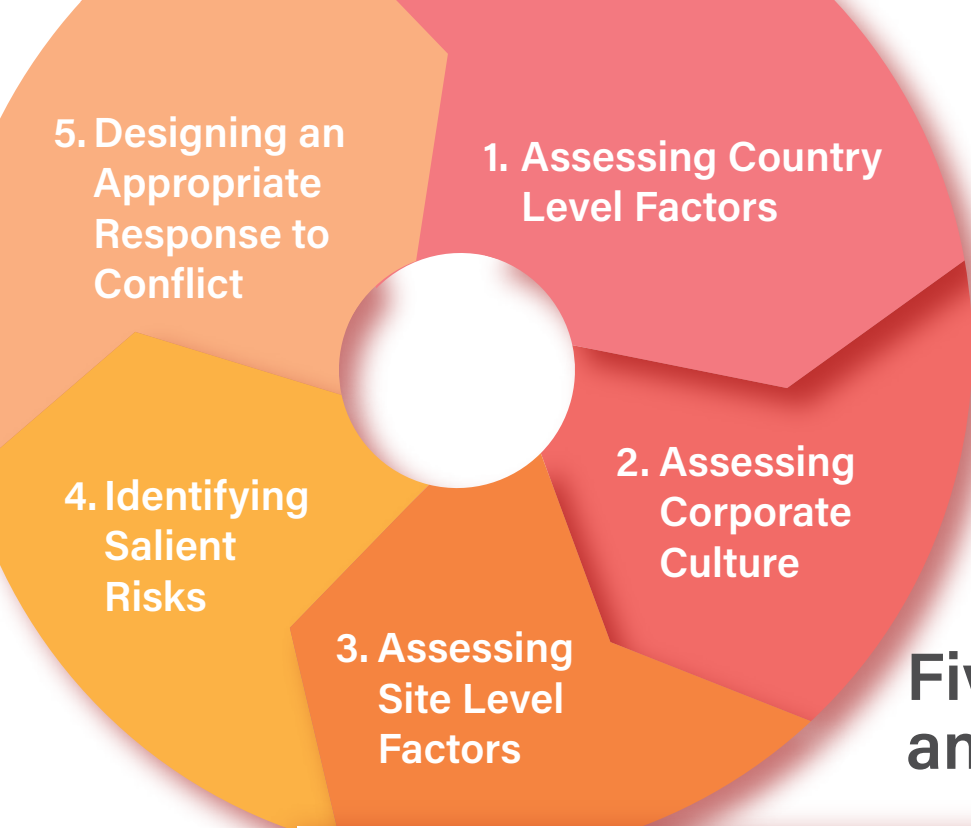 1. Assessing Country
Level Factors
2. Assessing
Corporate
Culture
3. Assessing
Site Level
Factors
4. Identifying
Salient
Risks
5. Designing an
Appropriate
Response to
Conflict